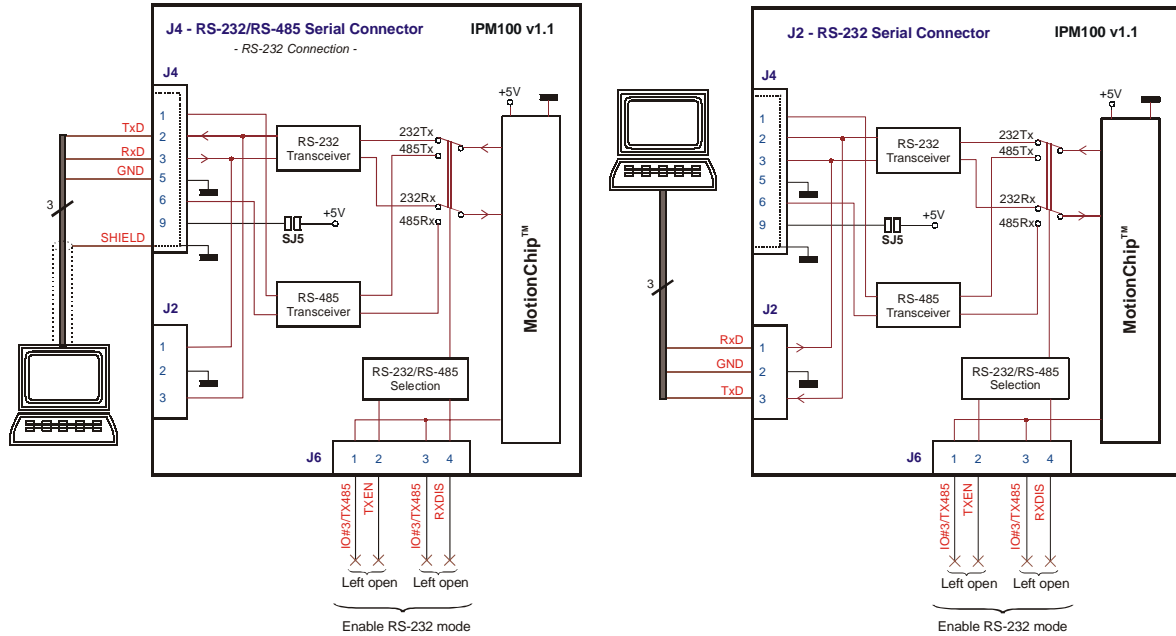 J4 - RS-232/RS-485 Serial Connector
IPM100 v1.1
- RS-232 Connection -
J4
+5V
1
TxD
2
RS-232
Transceiver
232Tx
485Tx
RxD
3
GND
5
232Rx
6
485Rx
3
9
+5V
SJ5
SHIELD
MotionChip™
RS-485
Transceiver
J2
1
2
3
RS-232/RS-485
Selection
J6
1 2 3 4
IO#3/TX485
TXEN
IO#3/TX485
RXDIS
Left open
Left open
Enable RS-232 mode
J2 - RS-232 Serial Connector
IPM100 v1.1
J4
+5V
1
2
RS-232
Transceiver
232Tx
485Tx
3
5
232Rx
6
485Rx
9
+5V
SJ5
MotionChip™
3
RS-485
Transceiver
J2
RxD
1
GND
2
TxD
3
RS-232/RS-485
Selection
J6
1 2 3 4
IO#3/TX485
TXEN
IO#3/TX485
RXDIS
Left open
Left open
Enable RS-232 mode